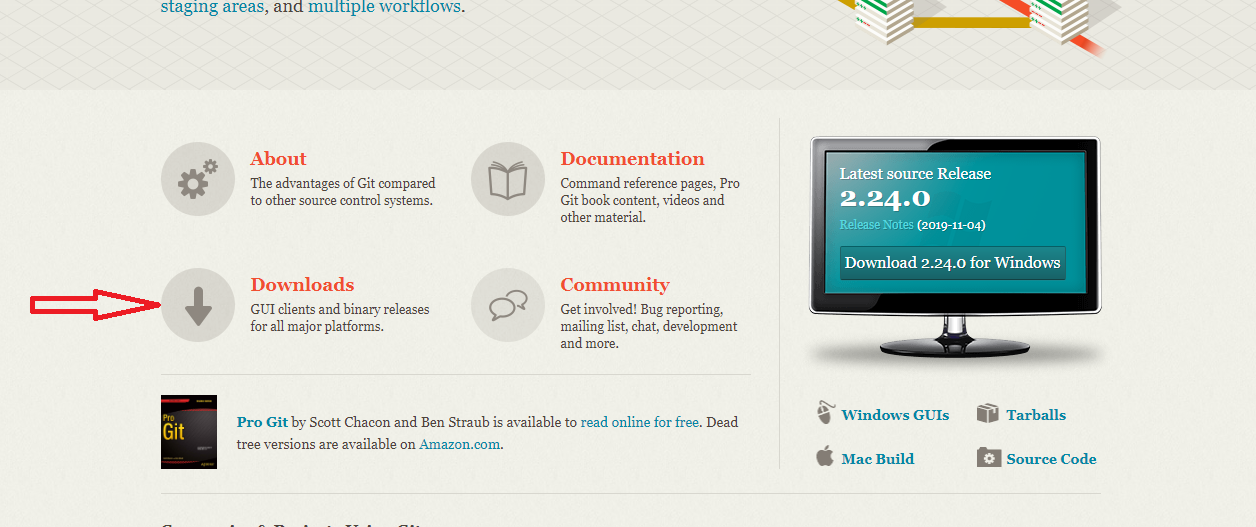 staging areas, and multiple workflows.
About
The advantages of Git compared
to other source control systems.
Documentation
Command reference pages, Pro
Git book content, videos and
other material.
Downloads
GUI clients and binary releases
for all major platforms.
Community
Get involved! Bug reporting,
mailing list, chat, development
and more.
Pro
Git
Pro Git by Scott Chacon and Ben Straub is available to read online for free. Dead
tree versions are available on Amazon.com.
Latest source Release
2.24.0
Release Notes (2019-11-04)
Download 2.24.0 for Windows
Windows GUIs
Tarballs
Mac Build
Source Code